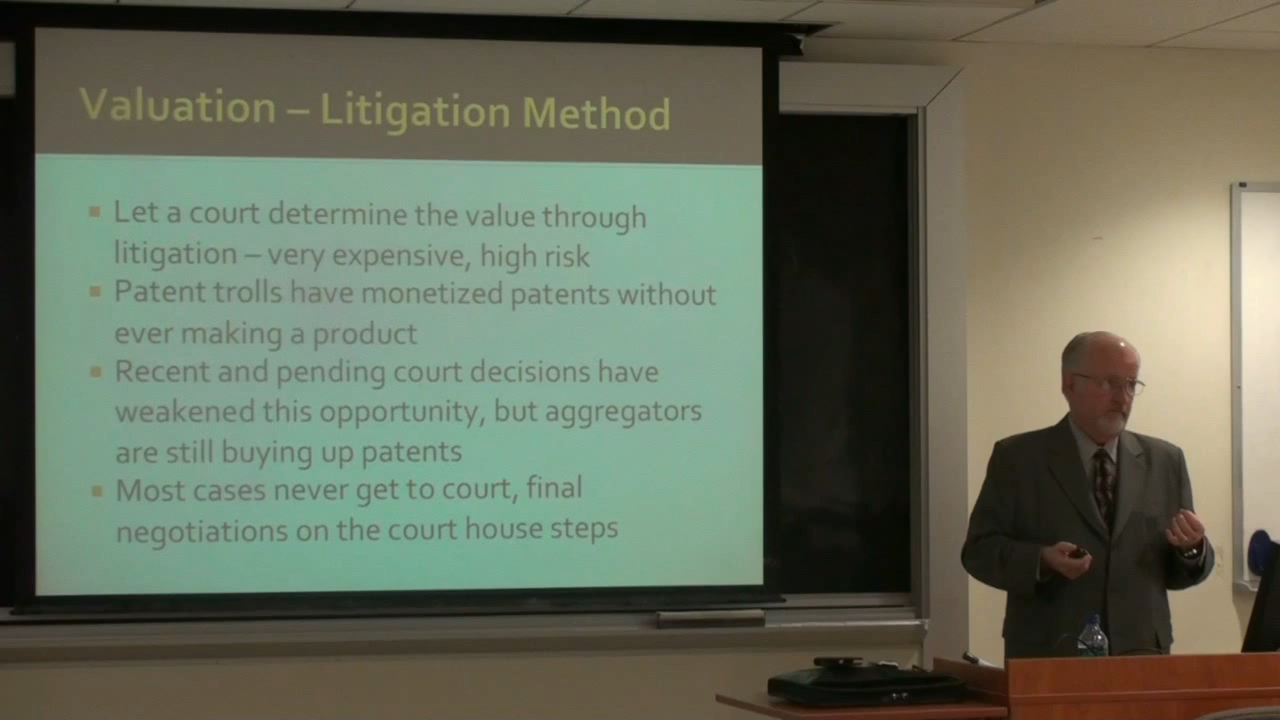 Valuation – Litigation Method
▪ Let a court determine the value through
litigation – very expensive, high risk
▪ Patent trolls have monetized patents without
ever making a product
▪ Recent and pending court decisions have
weakened this opportunity, but aggregators
are still buying up patents
▪ Most cases never get to court, final
negotiations on the court house steps